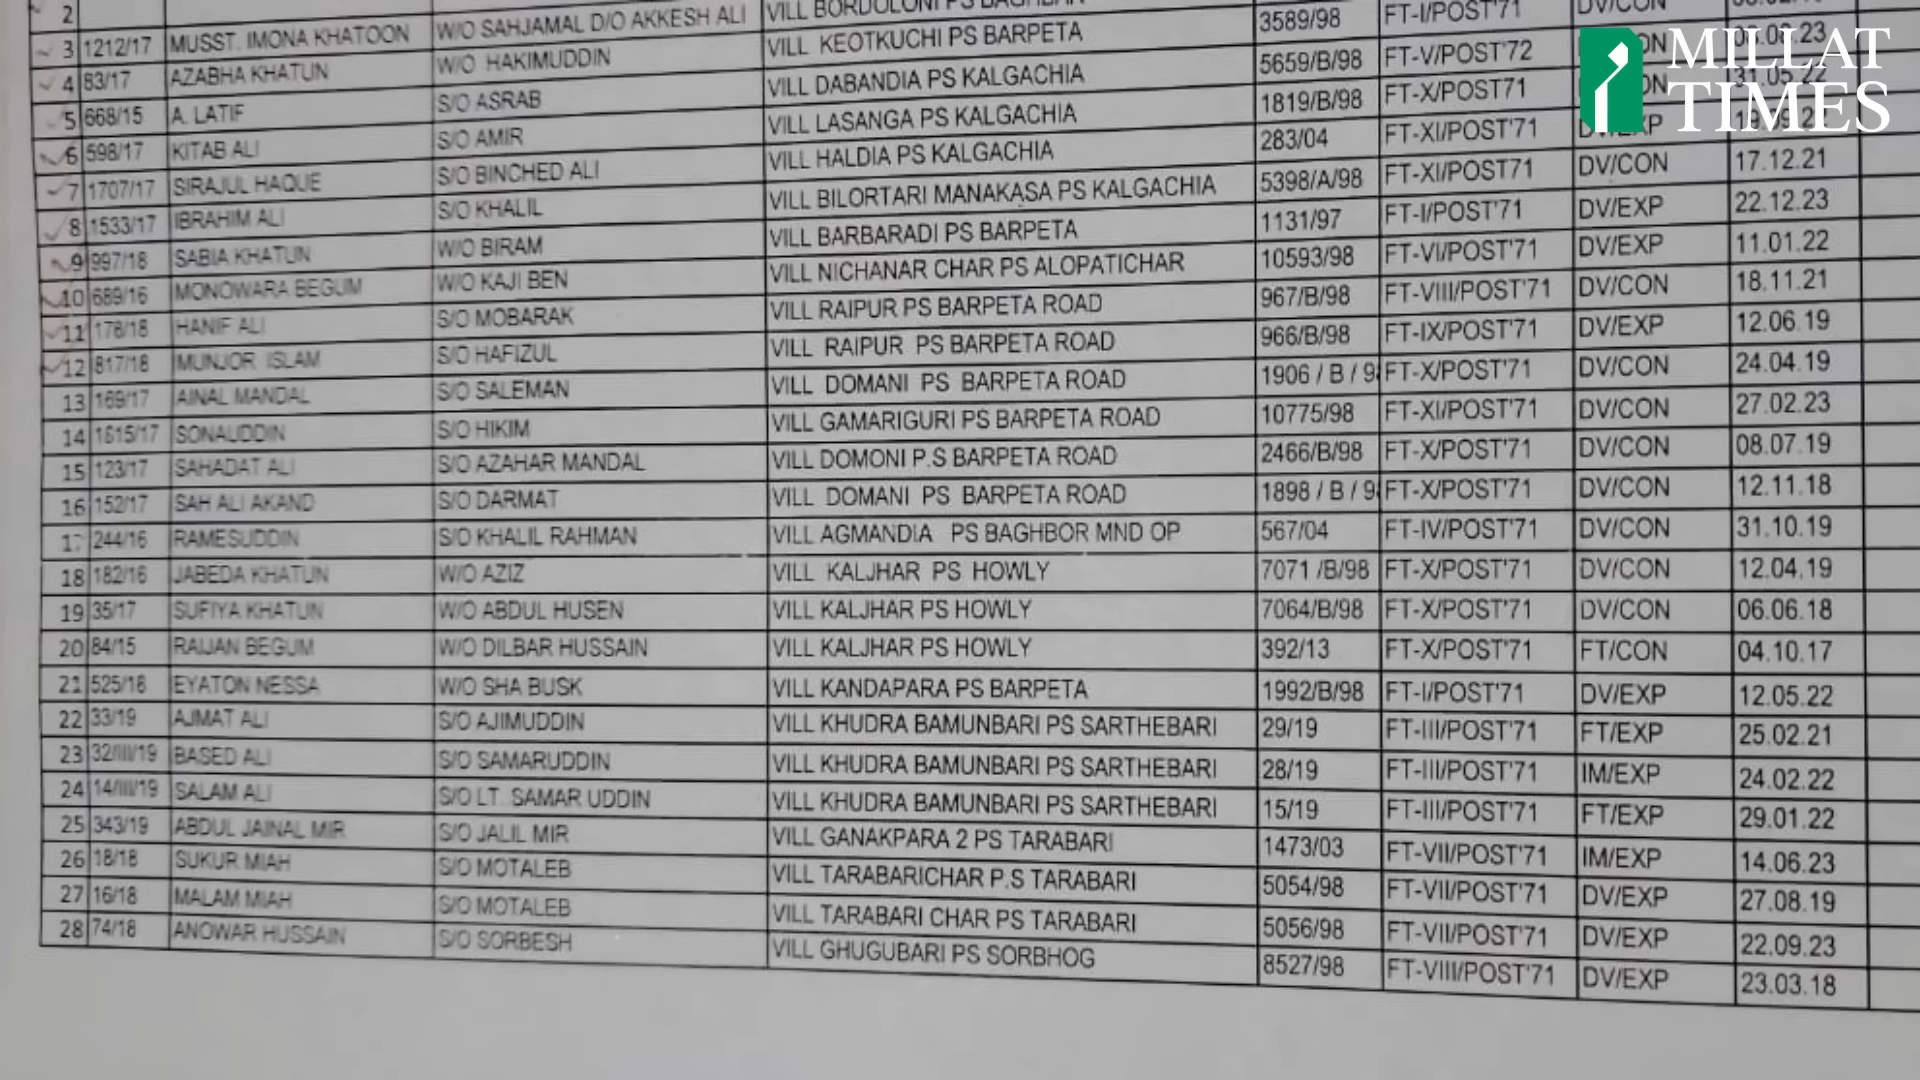 2
3 1212/17 MUSST. IMONA KHATOON W/O SAHJAMAL D/O AKKESH ALI VILL BORDOLONI PS
4 83/17 AZABHA KHATUN W/O HAKIMUDDIN VILL KEOTKUCHI PS BARPETA 3589/98 FT-I/POST'71 DV/CON
5 668/15 A. LATIF S/O ASRAB VILL DABANDIA PS KALGACHIA 5659/B/98 FT-V/POST'72
6 598/17 KITAB ALI S/O AMIR VILL LASANGA PS KALGACHIA 1819/B/98 FT-X/POST'71 31.05.22
7 1707/17 SIRAJUL HAQUE S/O BINCHED ALI VILL HALDIA PS KALGACHIA 283/04 FT-XI/POST'71
8 1533/17 IBRAHIM ALI S/O KHALIL VILL BILORTARI MANAKASA PS KALGACHIA 5398/A/98 FT-XI/POST'71 DV/CON 17.12.21
9 997/18 SABIA KHATUN W/O BIRAM VILL BARBARADI PS BARPETA 1131/97 FT-I/POST'71 DV/EXP 22.12.23
10 689/16 MONOWARA BEGUM W/O KAJI BEN VILL NICHANAR CHAR PS ALOPATICHAR 10593/98 FT-VI/POST'71 DV/EXP 11.01.22
11 178/18 HANIF ALI S/O MOBARAK VILL RAIPUR PS BARPETA ROAD 967/B/98 FT-VIII/POST'71 DV/CON 18.11.21
12 817/18 IMUNJOR ISLAM S/O HAFIZUL VILL RAIPUR PS BARPETA ROAD 966/B/98 FT-IX/POST'71 DV/EXP 12.06.19
13 169/17 AINAL MANDAL S/O SALEMAN VILL DOMANI PS BARPETA ROAD 1906 / B / 9 FT-X/POST'71 DV/CON 24.04.19
14 1615/17 SONAUDDIN S/O HIKIM VILL GAMARIGURI PS BARPETA ROAD 10775/98 FT-XI/POST'71 DV/CON 27.02.23
15 123/17 SAHADAT ALI S/O AZAHAR MANDAL VILL DOMONI P.S BARPETA ROAD 2466/B/98 FT-X/POST'71 DV/CON 08.07.19
16 152/17 SAH ALI AKAND S/O DARMAT VILL DOMANI PS BARPETA ROAD 1898 / B / 9 FT-X/POST'71 DV/CON 12.11.18
17 244/16 RAMESUDDIN S/O KHALIL RAHMAN VILL AGMANDIA PS BAGHBOR MND OP 567/04 FT-IV/POST'71 DV/CON 31.10.19
18 182/16 JABEDA KHATUN W/O AZIZ VILL KALJHAR PS HOWLY 7071 /B/98 FT-X/POST'71 DV/CON 12.04.19
19 35/17 SUFIYA KHATUN W/O ABDUL HUSEN VILL KALJHAR PS HOWLY 7064/B/98 FT-X/POST'71 DV/CON 06.06.18
20 84/15 RAIJAN BEGUM W/O DILBAR HUSSAIN VILL KALJHAR PS HOWLY 392/13 FT-X/POST'71 FT/CON 04.10.17
21 525/18 EYATON NESSA W/O SHA BUSK VILL KANDAPARA PS BARPETA 1992/B/98 FT-I/POST'71 DV/EXP 12.05.22
22 33/19 AJMAT ALI S/O AJIMUDDIN VILL KHUDRA BAMUNBARI PS SARTHEBARI 29/19 FT-III/POST'71 FT/EXP 25.02.21
23 32/III/19 BASED ALI S/O SAMARUDDIN VILL KHUDRA BAMUNBARI PS SARTHEBARI 28/19 FT-III/POST'71 IM/EXP 24.02.22
24 14/III/19 SALAM ALI S/O LT. SAMAR UDDIN VILL KHUDRA BAMUNBARI PS SARTHEBARI 15/19 FT-III/POST'71 FT/EXP 29.01.22
25 343/19 ABDUL JAINAL MIR S/O JALIL MIR VILL GANAKPARA 2 PS TARABARI 1473/03 FT-VII/POST'71 IM/EXP 14.06.23
26 18/18 SUKUR MIAH S/O MOTALEB VILL TARABARICHAR P.S TARABARI 5054/98 FT-VII/POST'71 DV/EXP 27.08.19
27 16/18 MALAM MIAH S/O MOTALEB VILL TARABARI CHAR PS TARABARI 5056/98 FT-VII/POST'71 DV/EXP 22.09.23
28 74/18 ANOWAR HUSSAIN S/O SORBESH VILL GHUGUBARI PS SORBHOG 8527/98 FT-VIII/POST'71 DV/EXP 23.03.18
MILLAT
TIMES